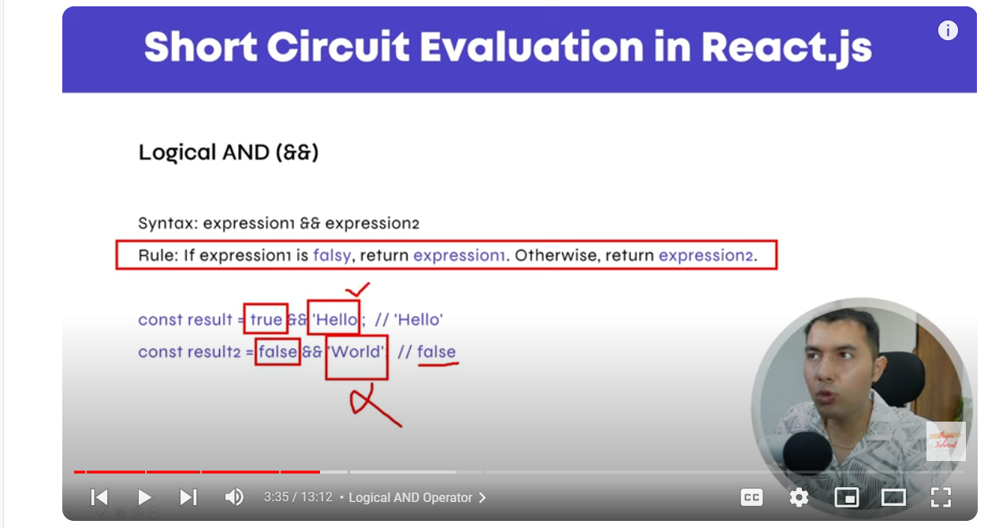 Short Circuit Evaluation in React.js
Logical AND (&&)
Syntax: expression1 && expression2
Rule: If expression1 is falsy, return expression1. Otherwise, return expression2.
const result = true && 'Hello'; // 'Hello'
const result2 = false && 'World'; // false
Technical
3:35 / 13:12 • Logical AND Operator >
CC